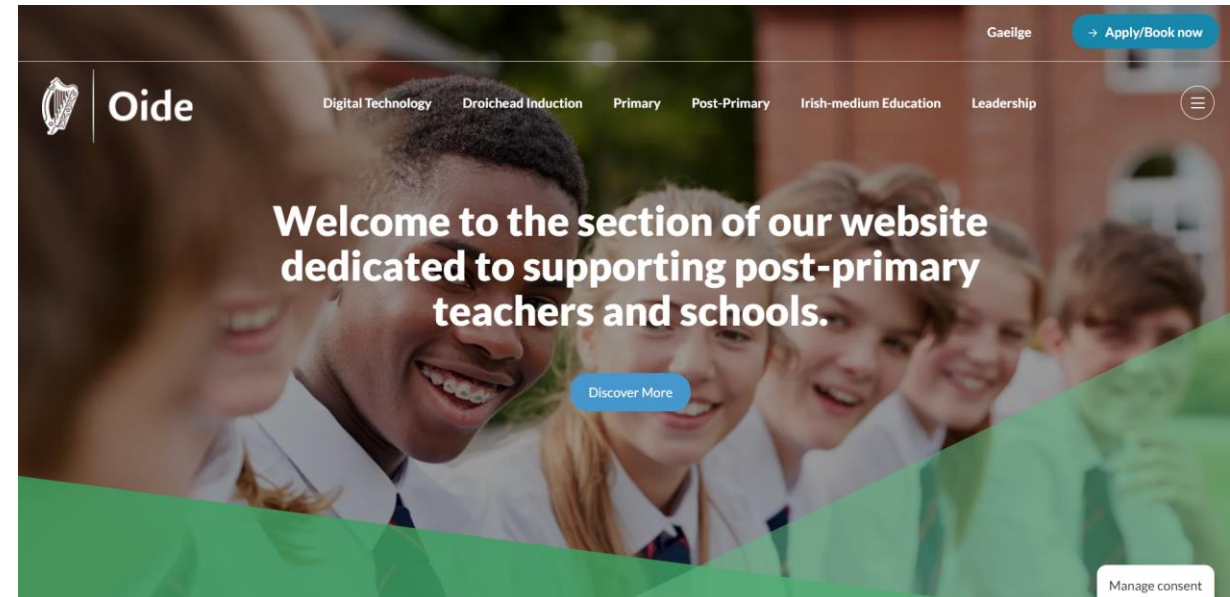 Gaeilge
→ Apply/Book now
Oide
Digital Technology Droichead Induction Primary Post-Primary Irish-medium Education Leadership
Welcome to the section of our website
dedicated to supporting post-primary
teachers and schools.
Discover More
Manage consent